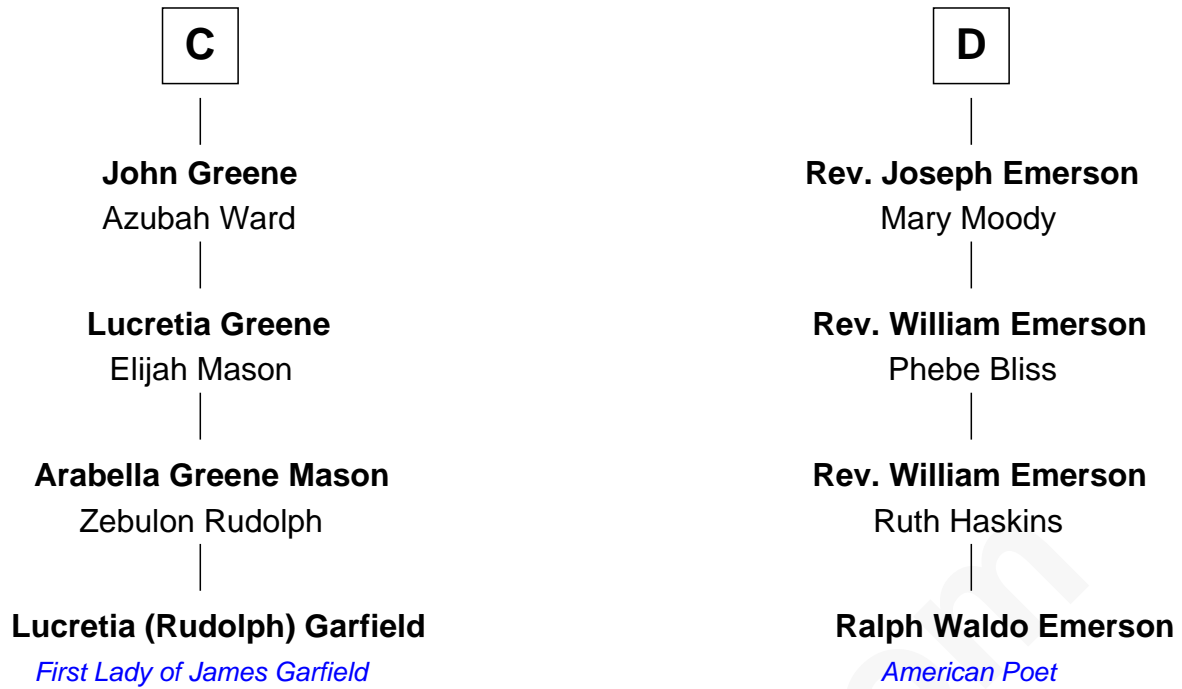 C
John Greene
Azubah Ward
Lucretia Greene
Elijah Mason
Arabella Greene Mason
Zebulon Rudolph
Lucretia (Rudolph) Garfield
First Lady of James Garfield
D
Rev. Joseph Emerson
Mary Moody
Rev. William Emerson
Phebe Bliss
Rev. William Emerson
Ruth Haskins
Ralph Waldo Emerson
American Poet